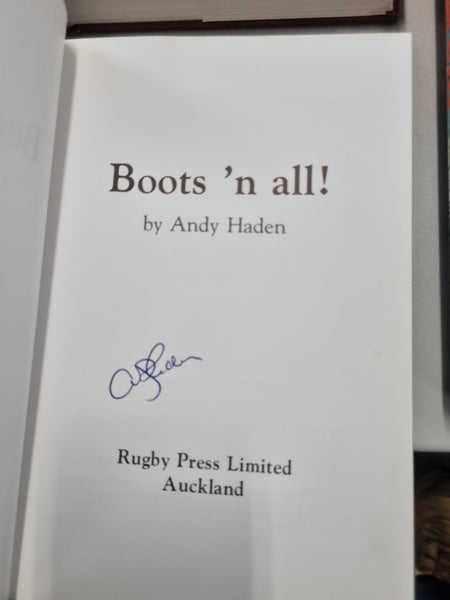 Boots 'n all!
by Andy Haden
Rugby Press Limited
Auckland